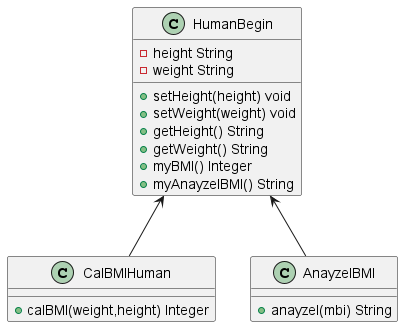 C HumanBegin
height String
weight String
setHeight(height) void
setWeight(weight) void
getHeight() String
getWeight() String
myBMI() Integer
myAnayzelBMI() String
C CalBMIHuman
calBMI(weight,height) Integer
C AnayzelBMI
anayzel(mbi) String